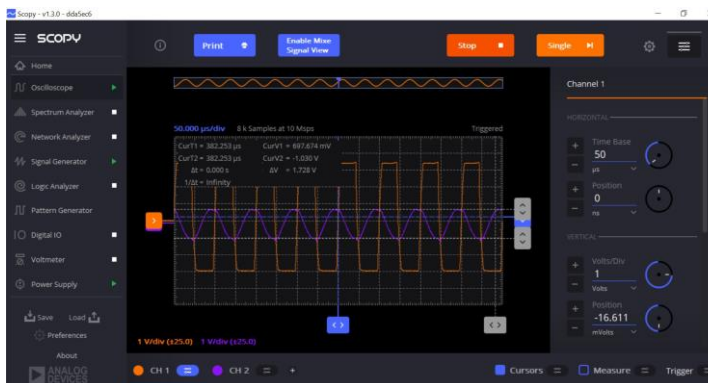 Scopy - v1.3.0 - dda5ec6
SCOPY
Print
Enable Mixe
Signal View
Stop
Single
Home
Oscilloscope
Spectrum Analyzer
Network Analyzer
Signal Generator
Logic Analyzer
Pattern Generator
Digital IO
Voltmeter
Power Supply
Save Load
Preferences
About
ANALOG
DEVICES
50.000 µs/div 8 k Samples at 10 Msps Triggered
CurT1 = 382.253 µs CurV1 = 697.674 mV
CurT2 = 382.253 µs CurV2 = -1.030 V
Δt = 0.000 s ΔV = 1.728 V
1/Δt = Infinity
1 V/div (±25.0) 1 V/div (±25.0)
CH 1 CH 2 +
Cursors Measure Trigger
Channel 1
HORIZONTAL
Time Base
+ 50
- µs
Position
+ 0
- ns
VERTICAL
Volts/Div
+ 1
- Volts
Position
+ -16.611
- mVolts